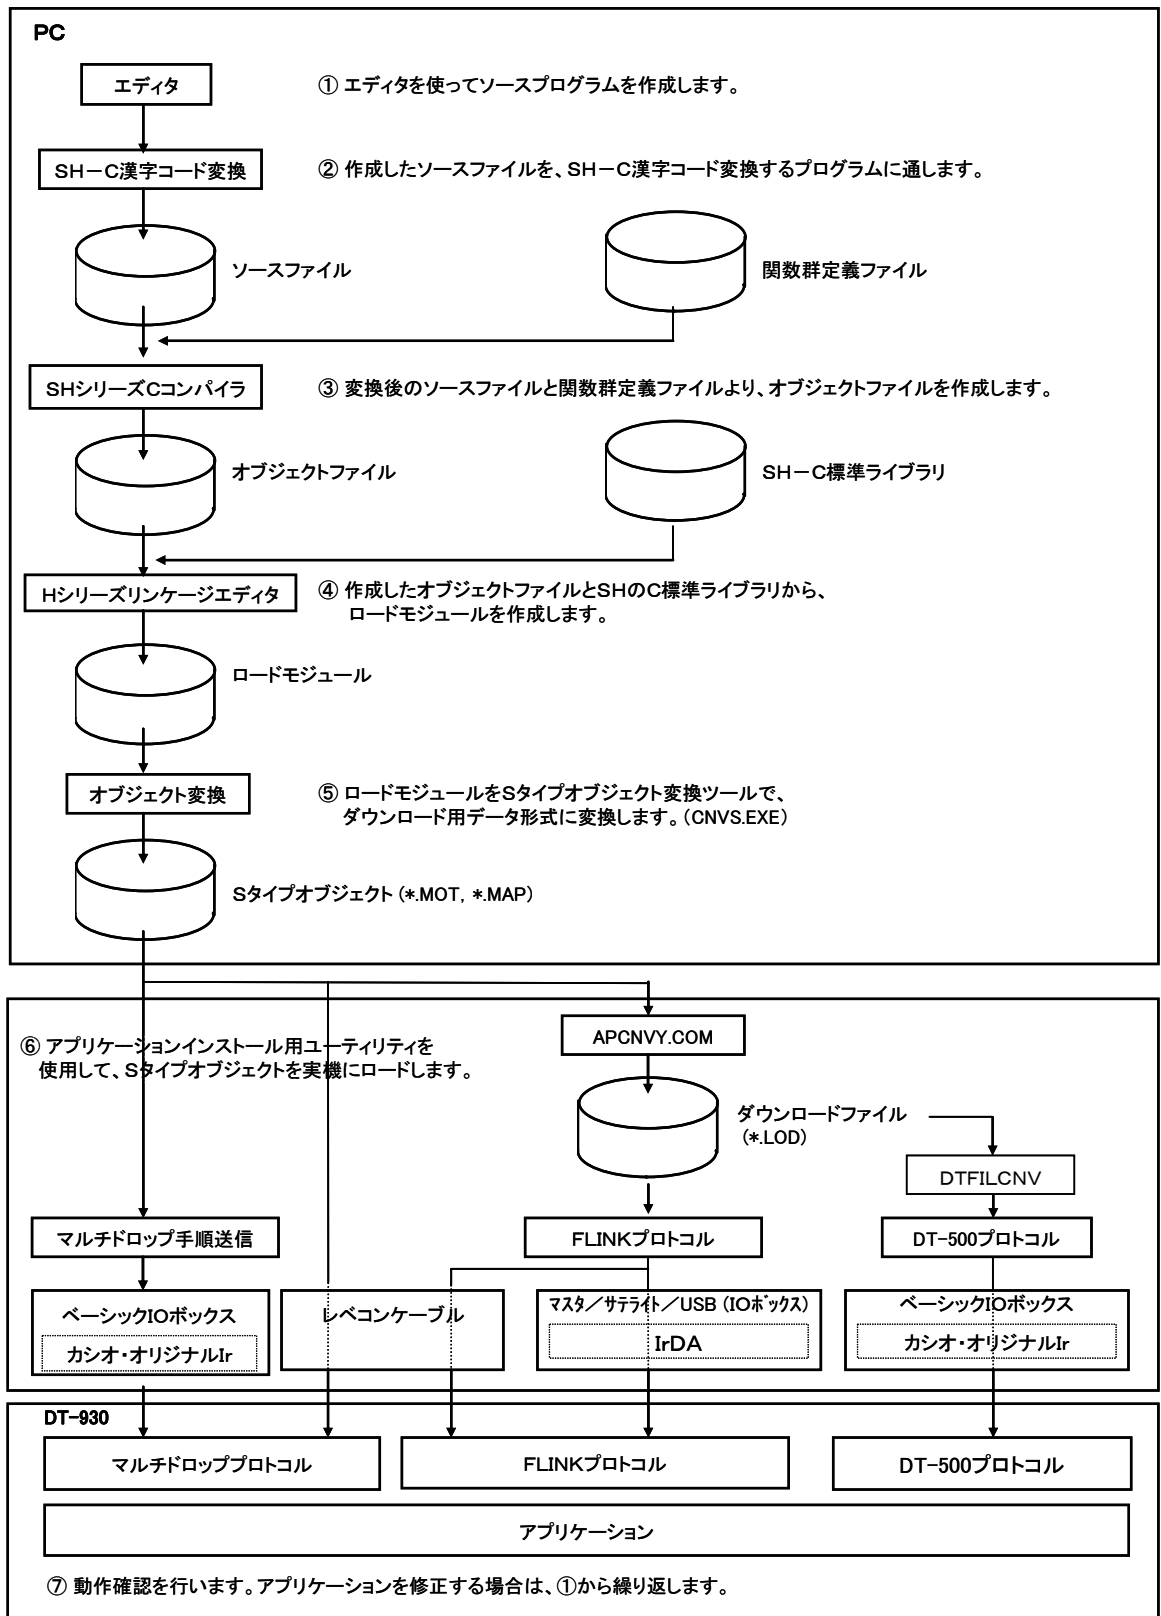 PC
エディタ
① エディタを使ってソースプログラムを作成します。
SH－C漢字コード変換
② 作成したソースファイルを、SH－C漢字コード変換するプログラムに通します。
ソースファイル
関数群定義ファイル
SHシリーズCコンパイラ
③ 変換後のソースファイルと関数群定義ファイルより、オブジェクトファイルを作成します。
オブジェクトファイル
SH－C標準ライブラリ
Hシリーズリンケージエディタ
④ 作成したオブジェクトファイルとSHのC標準ライブラリから、
ロードモジュールを作成します。
ロードモジュール
オブジェクト変換
⑤ ロードモジュールをSタイプオブジェクト変換ツールで、
ダウンロード用データ形式に変換します。(CNVS.EXE)
Sタイプオブジェクト (*.MOT, *.MAP)
⑥ アプリケーションインストール用ユーティリティを
使用して、Sタイプオブジェクトを実機にロードします。
APCNVY.COM
ダウンロードファイル
(*.LOD)
DTFILCNV
マルチドロップ手順送信
FLINKプロトコル
DT-500プロトコル
ベーシックIOボックス
カシオ・オリジナルIr
レベコンケーブル
ﾏｽﾀ／ｻﾃﾗｲﾄ／USB (IOﾎﾞｯｸｽ)
IrDA
ベーシックIOボックス
カシオ・オリジナルIr
DT-930
マルチドロッププロトコル
FLINKプロトコル
DT-500プロトコル
アプリケーション
⑦ 動作確認を行います。アプリケーションを修正する場合は、①から繰り返します。